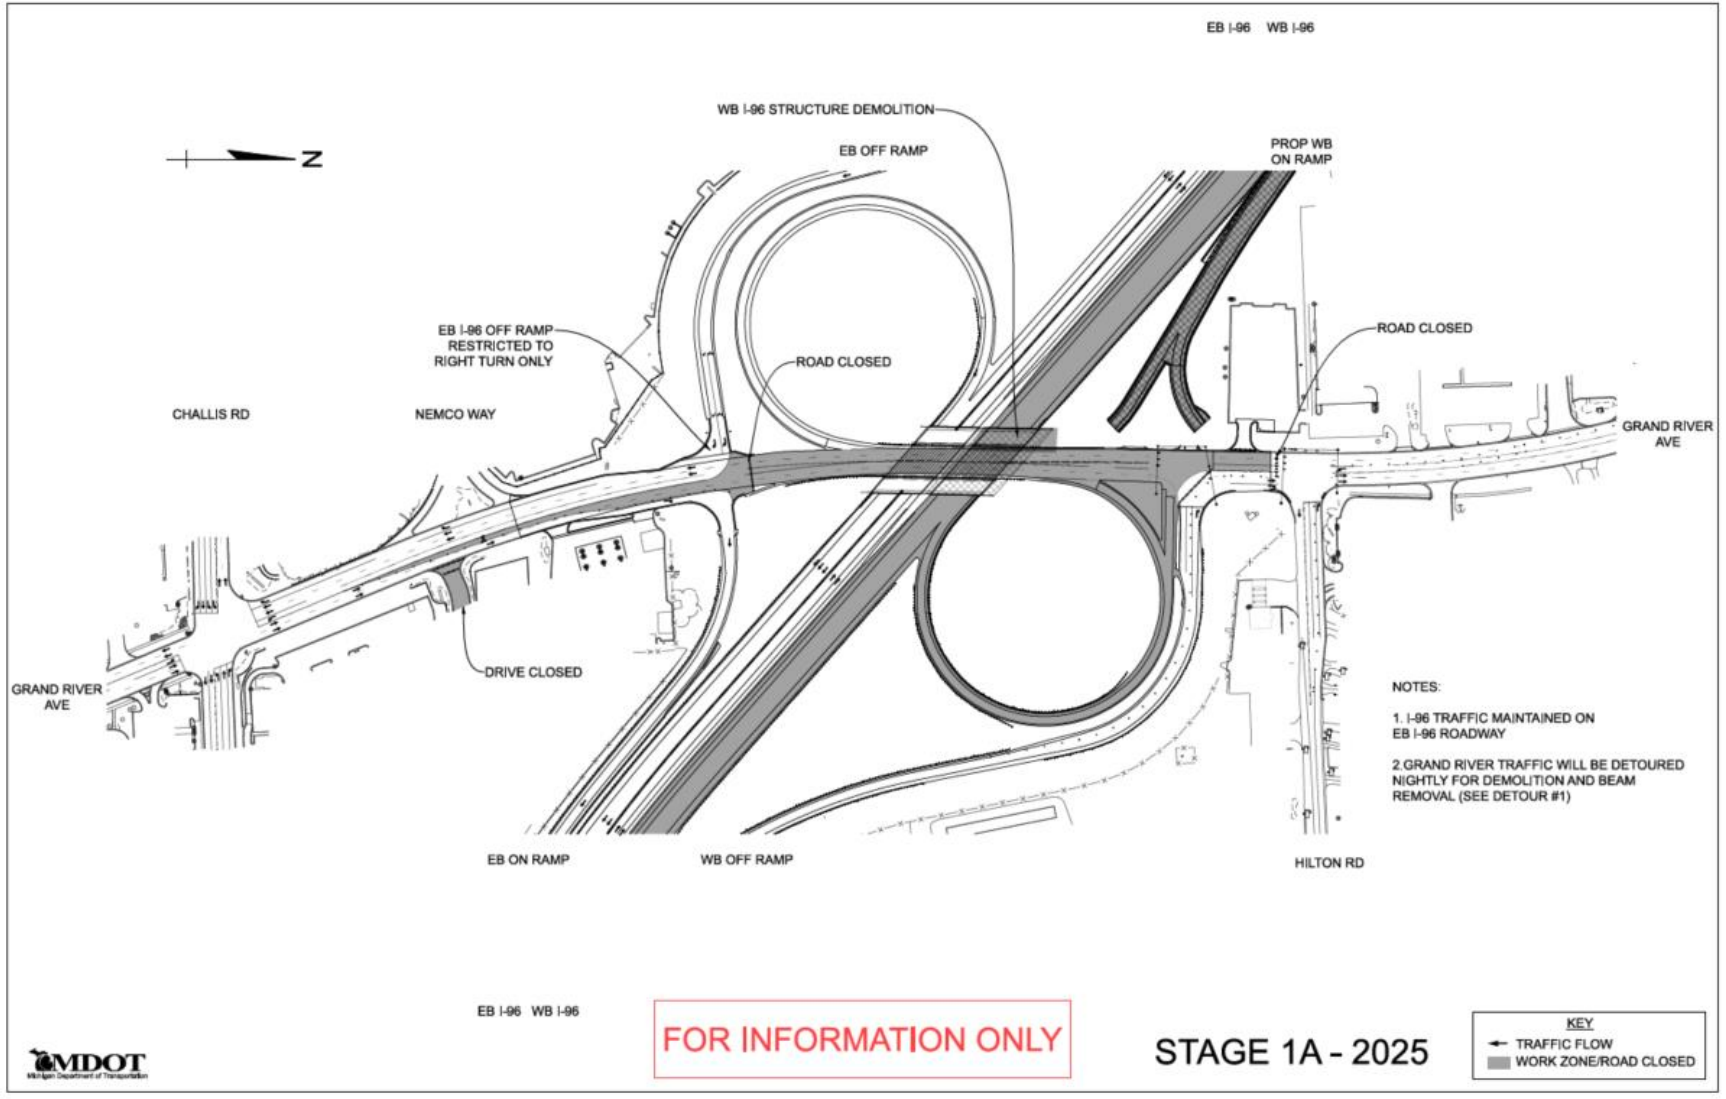 EB I-96 WB I-96
WB I-96 STRUCTURE DEMOLITION
EB OFF RAMP
PROP WB
ON RAMP
N
EB I-96 OFF RAMP
RESTRICTED TO
RIGHT TURN ONLY
ROAD CLOSED
ROAD CLOSED
CHALLIS RD
NEMCO WAY
GRAND RIVER
AVE
DRIVE CLOSED
GRAND RIVER
AVE
NOTES:
1. I-96 TRAFFIC MAINTAINED ON
EB I-96 ROADWAY
2.GRAND RIVER TRAFFIC WILL BE DETOURED
NIGHTLY FOR DEMOLITION AND BEAM
REMOVAL (SEE DETOUR #1)
EB ON RAMP
WB OFF RAMP
HILTON RD
EB I-96 WB I-96
FOR INFORMATION ONLY
STAGE 1A - 2025
KEY
TRAFFIC FLOW
WORK ZONE/ROAD CLOSED
MDOT
Michigan Department of Transportation